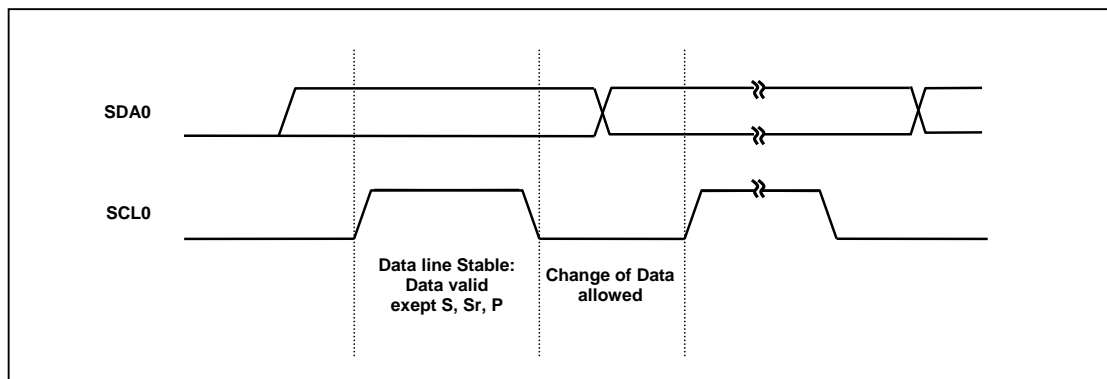 SDA0
SCL0
Data line Stable:
Data valid
exept S, Sr, P
Change of Data
allowed